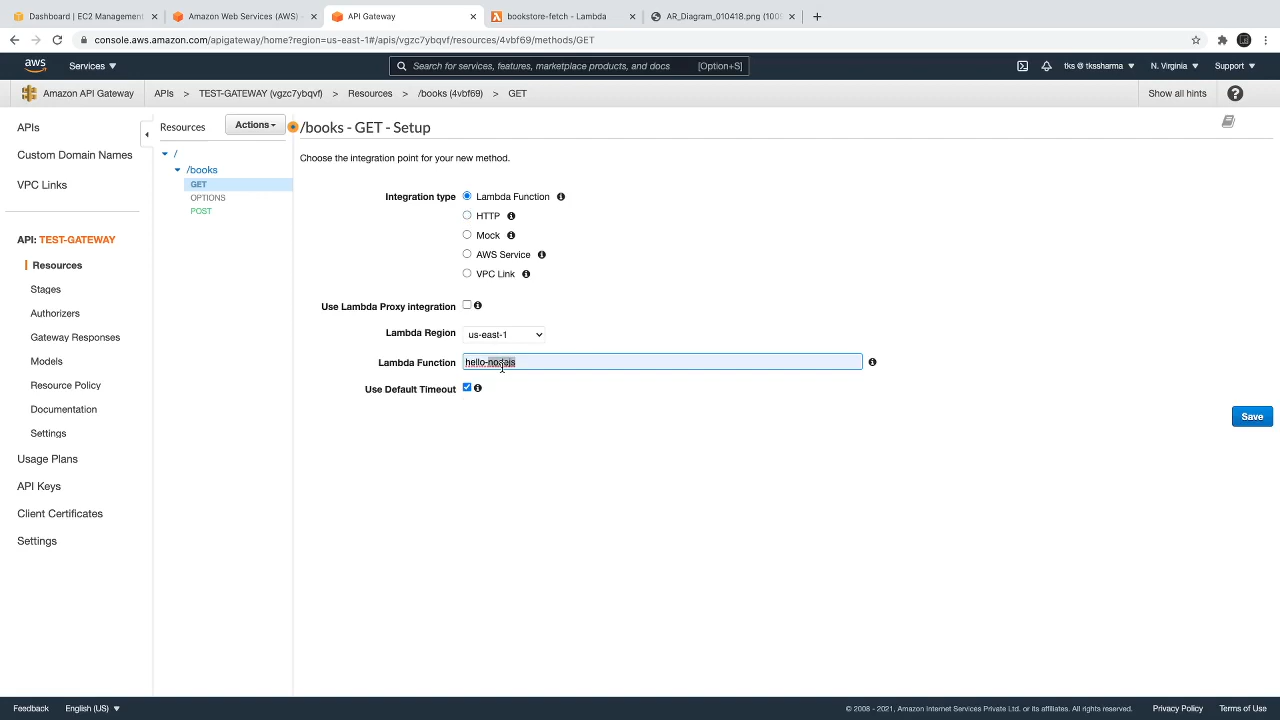 Dashboard | EC2 Management
Amazon Web Services (AWS) -
API Gateway
bookstore-fetch - Lambda
AR_Diagram_010418.png (100
console.aws.amazon.com/apigateway/home?region=us-east-1#/apis/vgzc7ybqvf/resources/4vbf69/methods/GET
aws Services Search for services, features, marketplace products, and docs [Option+S] tks @ tkssharma N. Virginia Support
Amazon API Gateway APIs > TEST-GATEWAY (vgzc7ybqvf) > Resources > /books (4vbf69) > GET Show all hints
APIs
Custom Domain Names
VPC Links
API: TEST-GATEWAY
Resources
Stages
Authorizers
Gateway Responses
Models
Resource Policy
Documentation
Settings
Usage Plans
API Keys
Client Certificates
Settings
Resources Actions
/
/books
GET
OPTIONS
POST
/books - GET - Setup
Choose the integration point for your new method.
Integration type Lambda Function
HTTP
Mock
AWS Service
VPC Link
Use Lambda Proxy integration
Lambda Region us-east-1
Lambda Function hello-nodejs
Use Default Timeout
Save
Feedback English (US) © 2008 - 2021, Amazon Internet Services Private Ltd. or its affiliates. All rights reserved. Privacy Policy Terms of Use